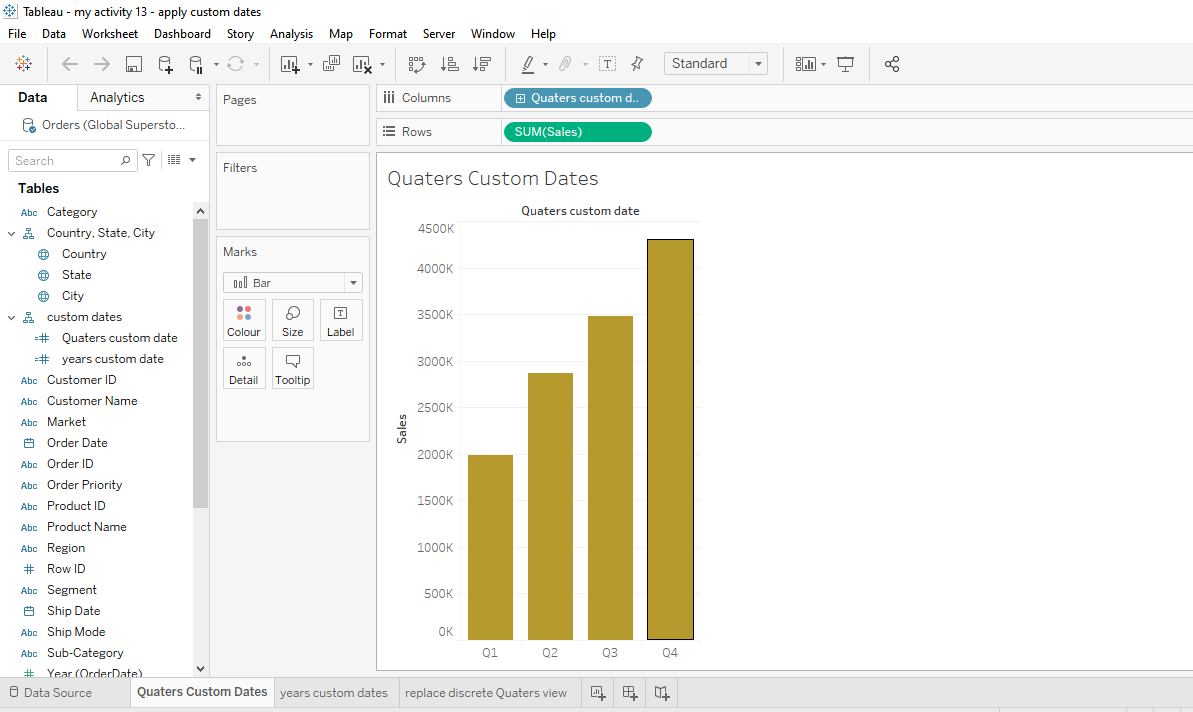 Tableau - my activity 13 - apply custom dates
File Data Worksheet Dashboard Story Analysis Map Format Server Window Help
Standard
Data Analytics
Orders (Global Supersto...
Search
Tables
Abc Category
Country, State, City
Country
State
City
custom dates
Quaters custom date
years custom date
Abc Customer ID
Abc Customer Name
Abc Market
Order Date
Abc Order ID
Abc Order Priority
Abc Product ID
Abc Product Name
Abc Region
Row ID
Abc Segment
Ship Date
Abc Ship Mode
Abc Sub-Category
Year (OrderDate)
Pages
Filters
Marks
Bar
Colour Size Label
Detail Tooltip
Columns Quaters custom d..
Rows SUM(Sales)
Quaters Custom Dates
Quaters custom date
4500K
4000K
3500K
3000K
2500K
2000K
1500K
1000K
500K
0K
Sales
Q1 Q2 Q3 Q4
Data Source Quaters Custom Dates years custom dates replace discrete Quaters view